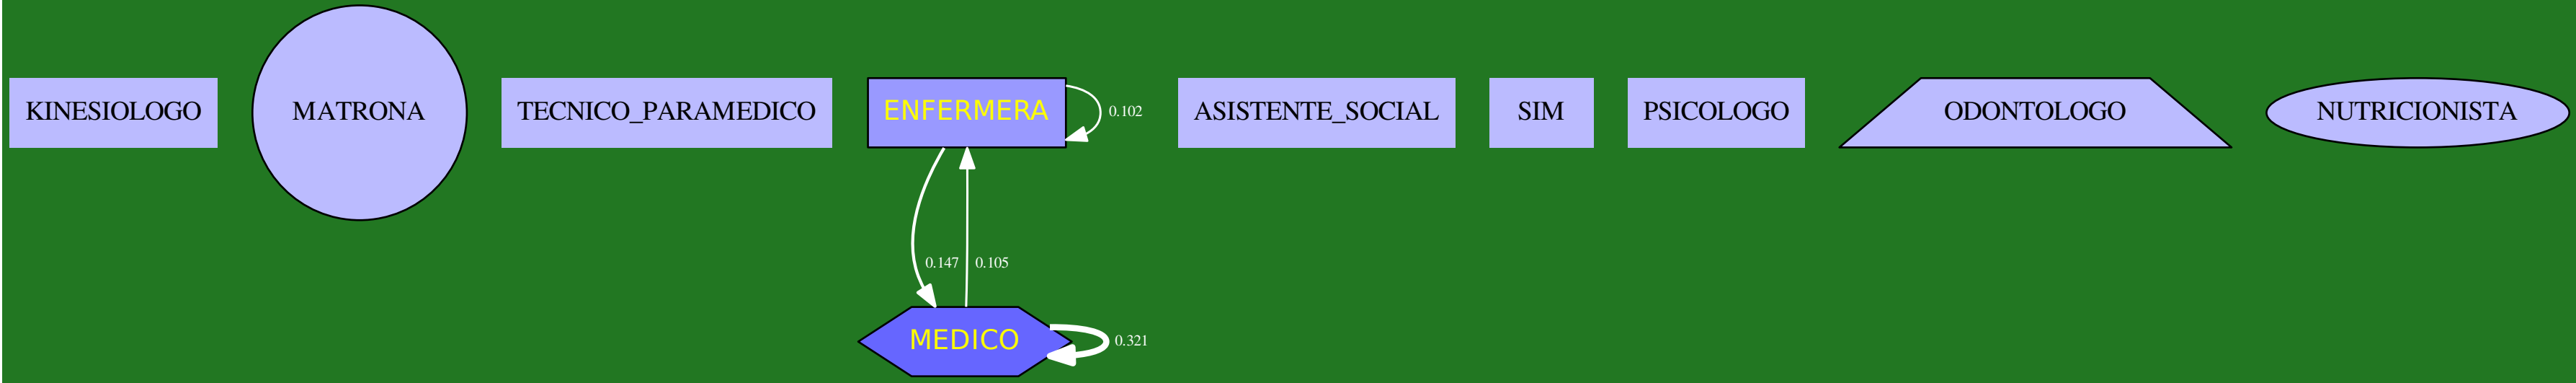 KINESIOLOGO
MATRONA
TECNICO_PARAMEDICO
ENFERMERA
0.102
ASISTENTE_SOCIAL
SIM
PSICOLOGO
ODONTOLOGO
NUTRICIONISTA
0.147
0.105
MEDICO
0.321